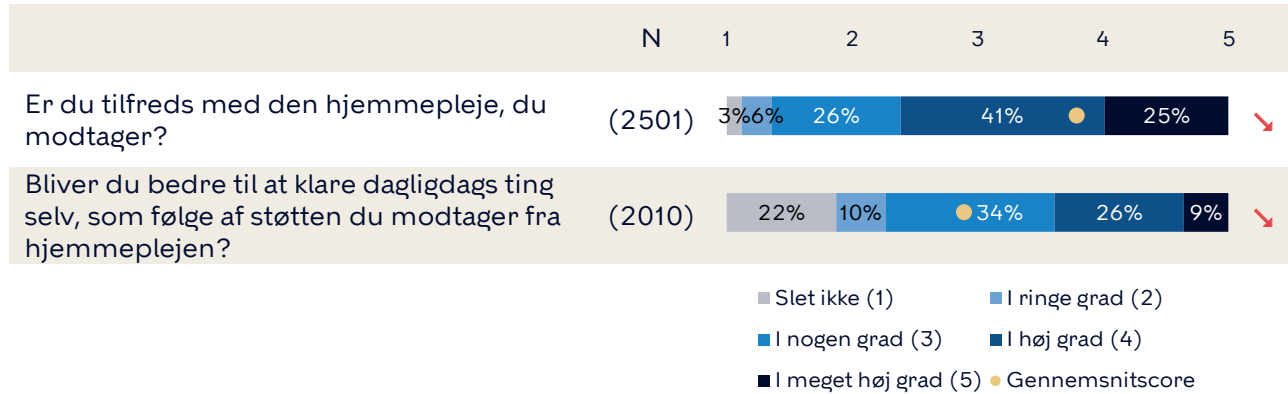 N 1 2 3 4 5
Er du tilfreds med den hjemmepleje, du
modtager?
(2501) 3% 6% 26% 41% 25%
Bliver du bedre til at klare dagligdags ting
selv, som følge af støtten du modtager fra
hjemmeplejen?
(2010) 22% 10% 34% 26% 9%
Slet ikke (1) I ringe grad (2)
I nogen grad (3) I høj grad (4)
I meget høj grad (5) Gennemsnitscore